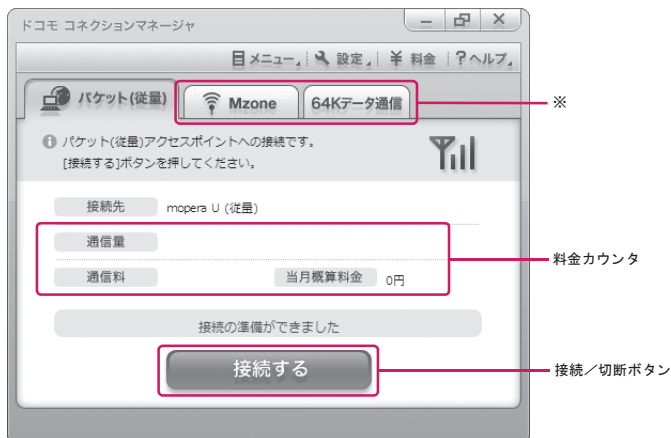 ドコモ コネクションマネージャ
メニュー 設定 ¥ 料金 ? ヘルプ
パケット(従量) Mzone 64Kデータ通信
※
パケット(従量)アクセスポイントへの接続です。
[接続する]ボタンを押してください。
接続先 mopera U (従量)
通信量
料金カウンタ
通信料 当月概算料金 0円
接続の準備ができました
接続する
接続／切断ボタン